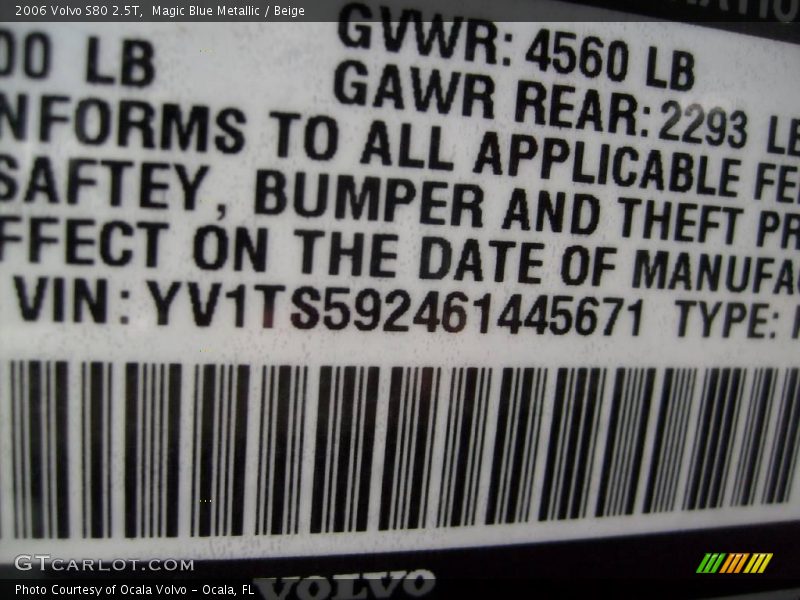 2006 Volvo S80 2.5T, Magic Blue Metallic / Beige
00 LB GVWR: 4560 LB
GAWR REAR: 2293 LB
NFORMS TO ALL APPLICABLE FE
SAFTEY, BUMPER AND THEFT PR
FFECT ON THE DATE OF MANUFA
VIN: YV1TS592461445671 TYPE:
GTCARLOT.COM
VOLVO
Photo Courtesy of Ocala Volvo - Ocala, FL